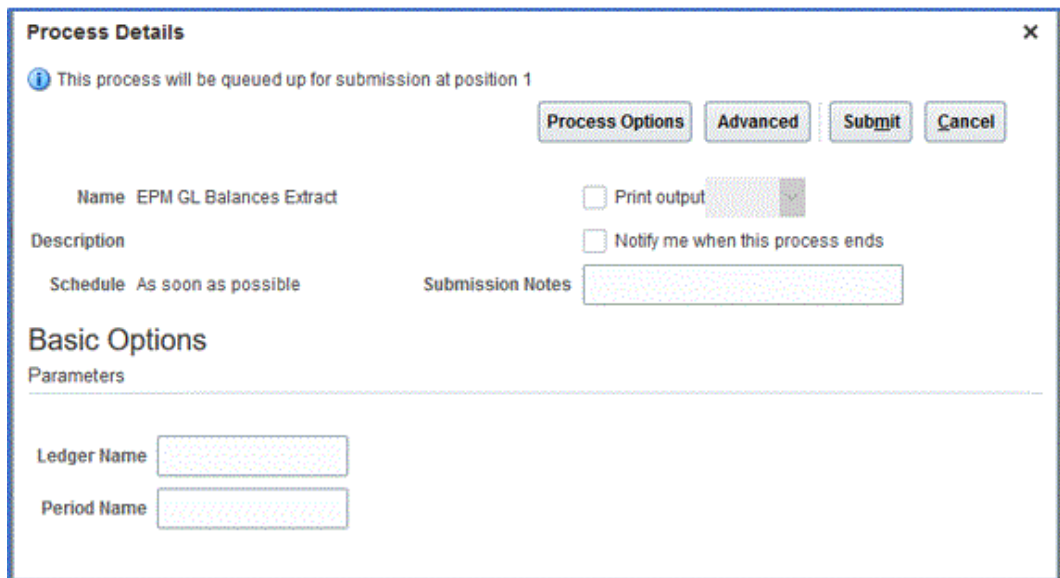 Process Details
This process will be queued up for submission at position 1
Process Options Advanced Submit Cancel
Name EPM GL Balances Extract Print output
Description Notify me when this process ends
Schedule As soon as possible Submission Notes
Basic Options
Parameters
Ledger Name
Period Name